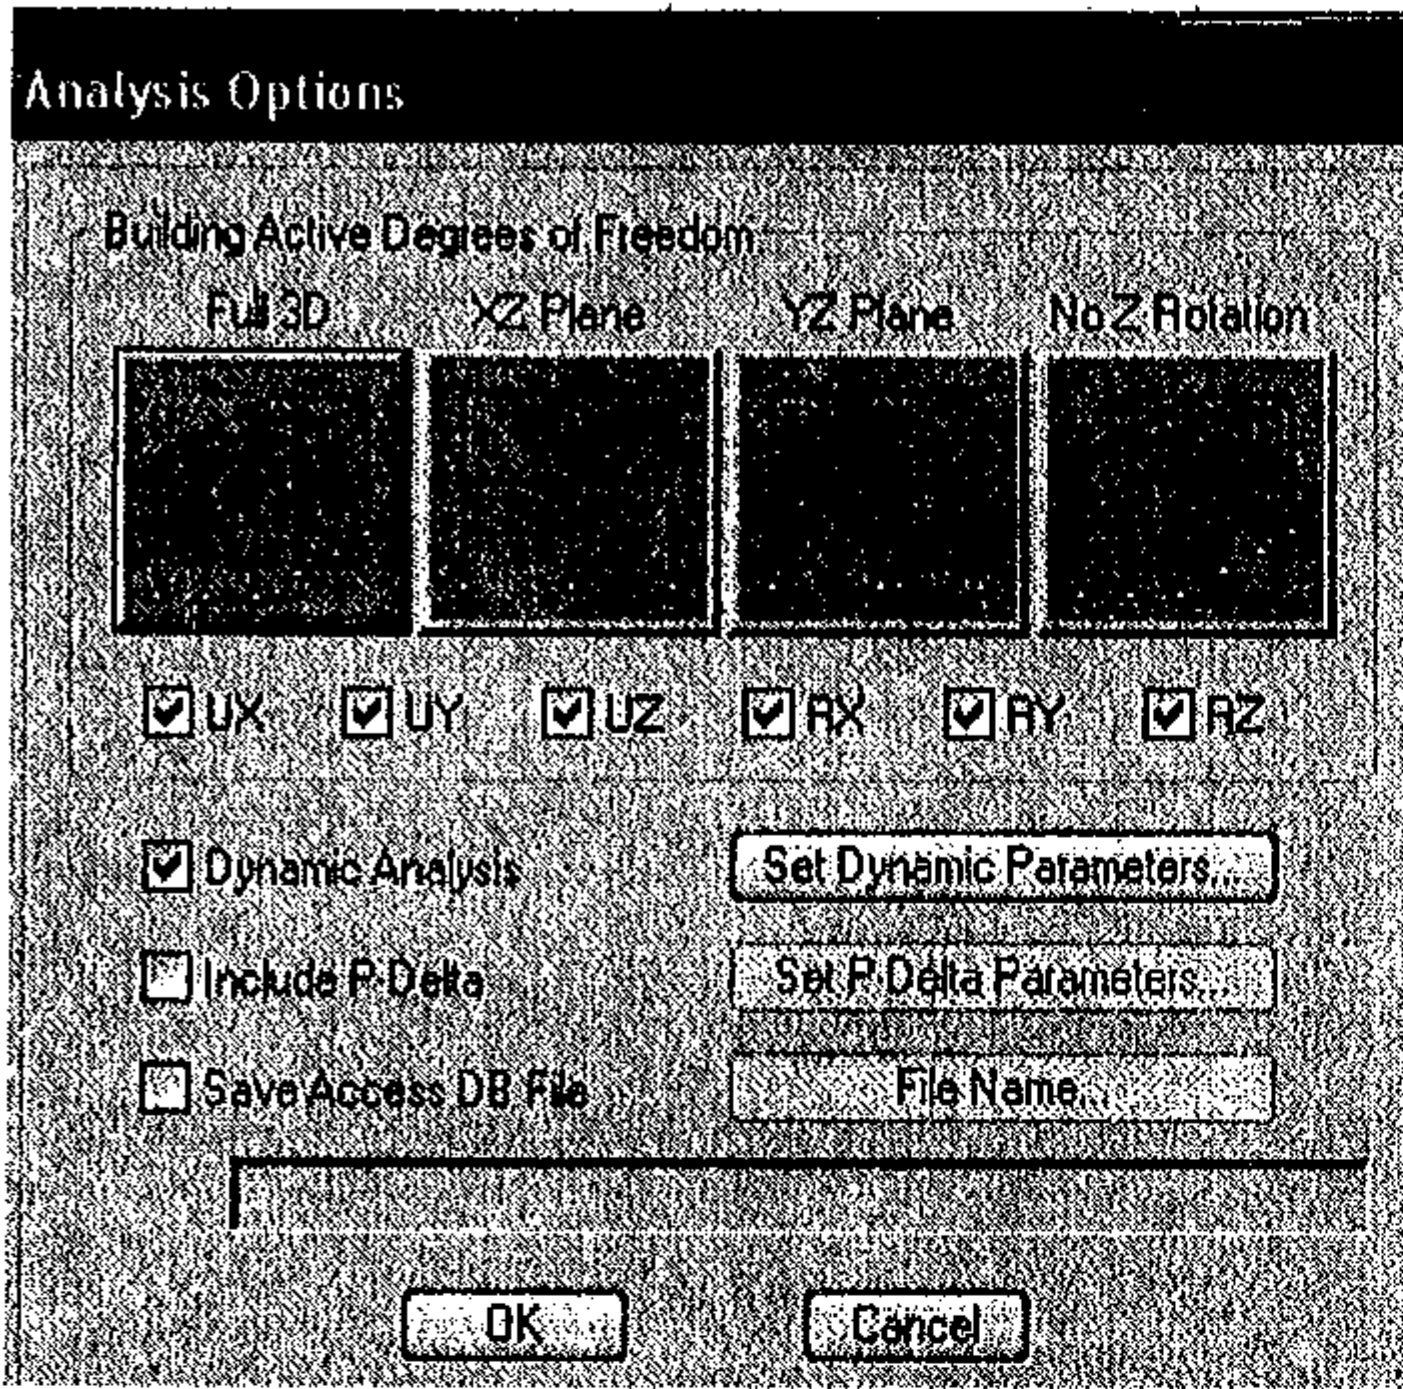 Analysis Options
Building Active Degrees of Freedom
Full 3D XZ Plane YZ Plane No Z Rotation
UX UY UZ RX RY RZ
Dynamic Analysis Set Dynamic Parameters...
Include P-Delta Set P-Delta Parameters...
Save Access DB File File Name...
OK Cancel